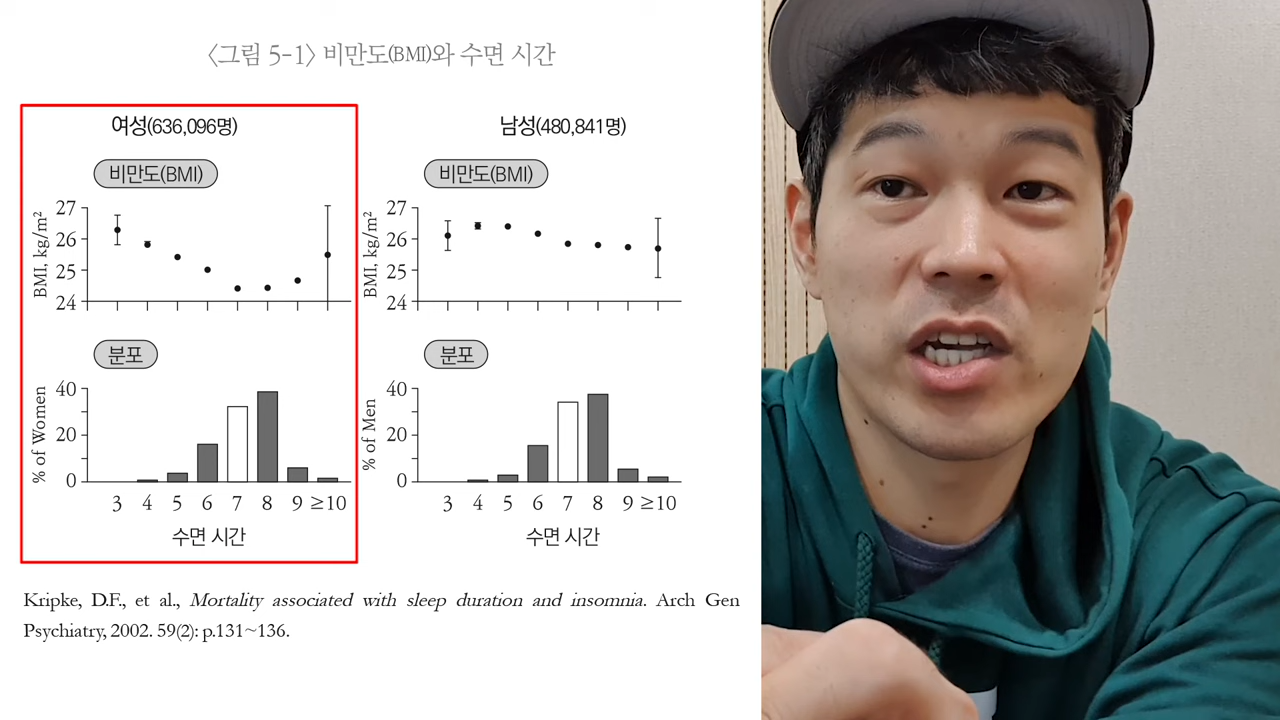 〈그림 5-1〉 비만도(BMI)와 수면 시간
여성(636,096명)
비만도(BMI)
BMI, kg/m²
27
26
25
24
분포
% of Women
40
20
0
3 4 5 6 7 8 9 ≥10
수면 시간
남성(480,841명)
비만도(BMI)
BMI, kg/m²
27
26
25
24
분포
% of Men
40
20
0
3 4 5 6 7 8 9 ≥10
수면 시간
Kripke, D.F., et al., Mortality associated with sleep duration and insomnia. Arch Gen
Psychiatry, 2002. 59(2): p.131~136.